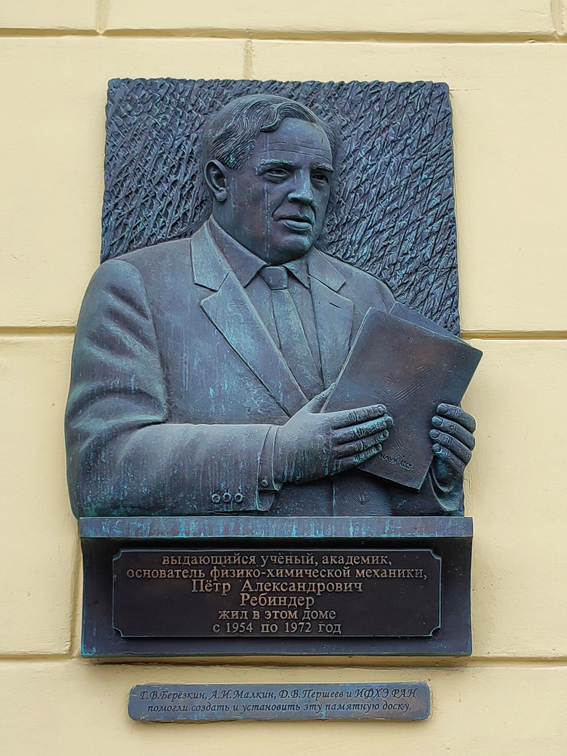 выдающийся учёный, академик,
основатель физико-химической механики,
Пётр Александрович
Ребиндер
жил в этом доме
с 1954 по 1972 год
Г.В.Берёзкин, А.И.Малкин, Д.В.Першеев и ИФХЭ РАН
помогли создать и установить эту памятную доску.